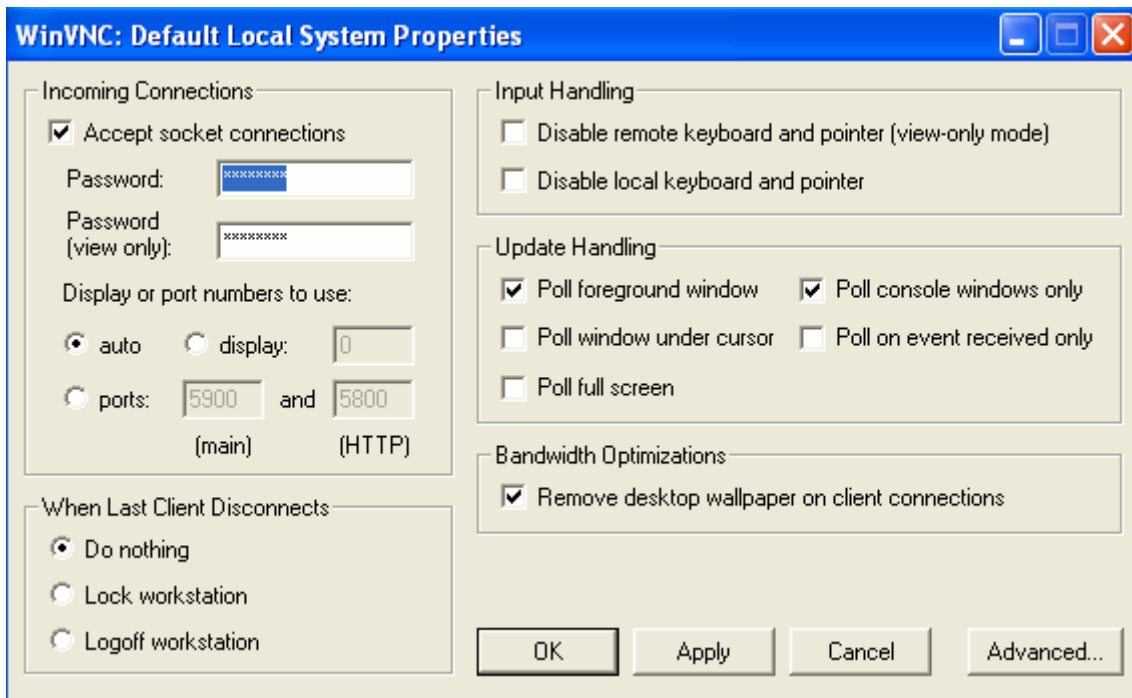 WinVNC: Default Local System Properties
Incoming Connections
Accept socket connections
Password: ********
Password
(view only): ********
Display or port numbers to use:
auto display: 0
ports: 5900 and 5800
(main) (HTTP)
When Last Client Disconnects
Do nothing
Lock workstation
Logoff workstation
Input Handling
Disable remote keyboard and pointer (view-only mode)
Disable local keyboard and pointer
Update Handling
Poll foreground window Poll console windows only
Poll window under cursor Poll on event received only
Poll full screen
Bandwidth Optimizations
Remove desktop wallpaper on client connections
OK Apply Cancel Advanced...